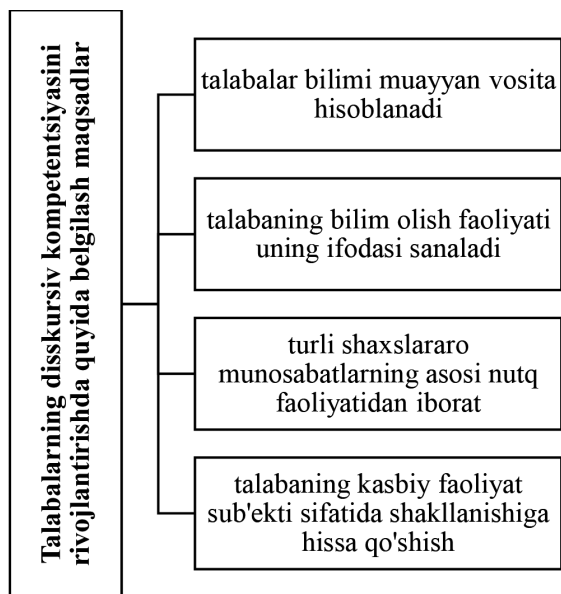 Talabalarning disskursiv kompetentsiyasini
rivojlantirishda quyida belgilash maqsadlar
talabalar bilimi muayyan vosita
hisoblanadi
talabaning bilim olish faoliyati
uning ifodasi sanaladi
turli shaxslararo
munosabatlarning asosi nutq
faoliyatidan iborat
talabaning kasbiy faoliyat
sub'ekti sifatida shakllanishiga
hissa qo'shish